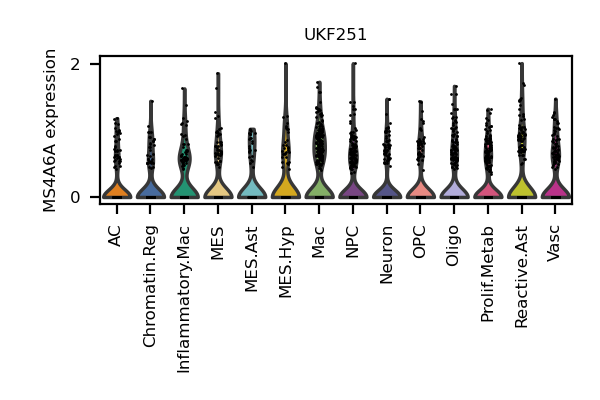 UKF251
MS4A6A expression
2
0
AC
Chromatin.Reg
Inflammatory.Mac
MES
MES.Ast
MES.Hyp
Mac
NPC
Neuron
OPC
Oligo
Prolif.Metab
Reactive.Ast
Vasc